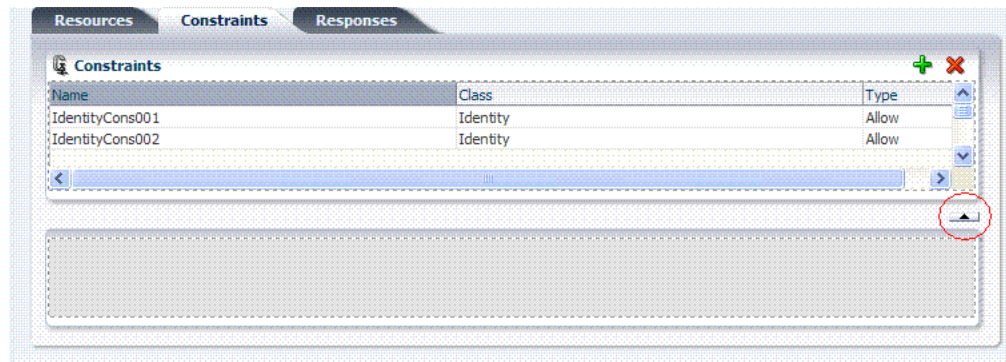 Resources Constraints Responses
Constraints
Name Class Type
IdentityCons001 Identity Allow
IdentityCons002 Identity Allow